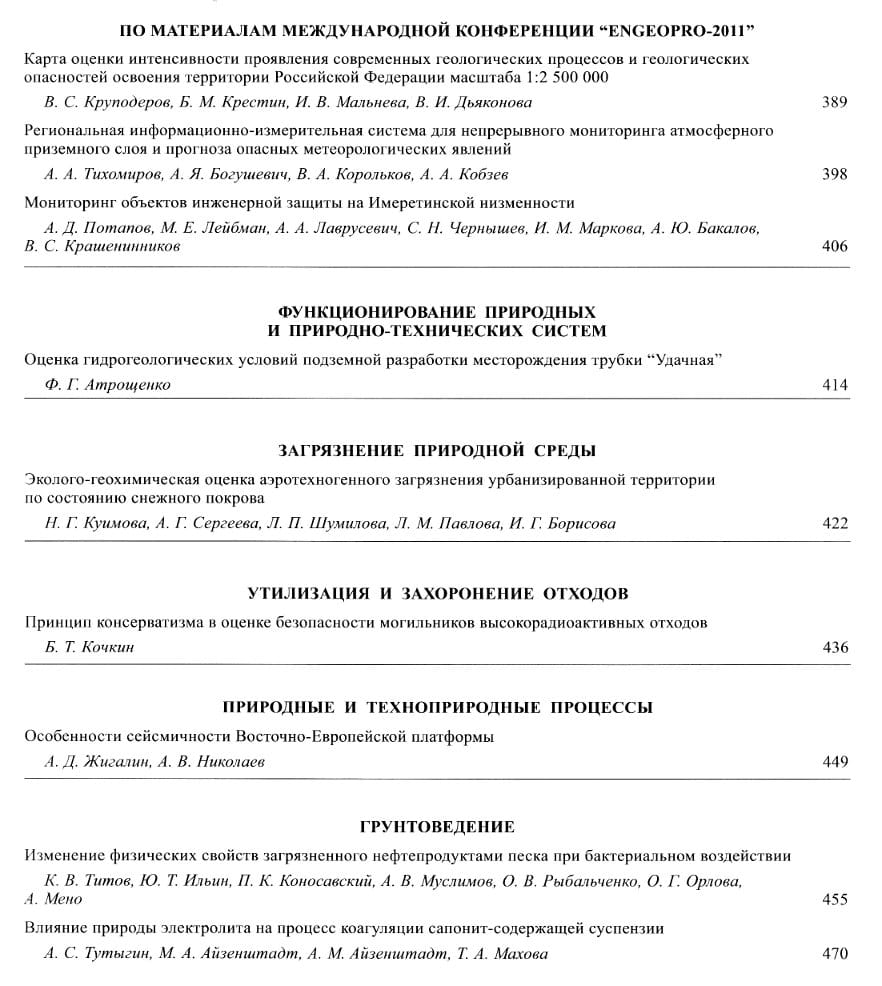 ПО МАТЕРИАЛАМ МЕЖДУНАРОДНОЙ КОНФЕРЕНЦИИ “ENGEOPRO-2011”
Карта оценки интенсивности проявления современных геологических процессов и геологических
опасностей освоения территории Российской Федерации масштаба 1:2 500 000
В. С. Круподеров, Б. М. Крестин, И. В. Мальнева, В. И. Дьяконова 389
Региональная информационно-измерительная система для непрерывного мониторинга атмосферного
приземного слоя и прогноза опасных метеорологических явлений
А. А. Тихомиров, А. Я. Богушевич, В. А. Корольков, А. А. Кобзев 398
Мониторинг объектов инженерной защиты на Имеретинской низменности
А. Д. Потапов, М. Е. Лейбман, А. А. Лаврусевич, С. Н. Чернышев, И. М. Маркова, А. Ю. Бакалов,
В. С. Крашенинников 406
ФУНКЦИОНИРОВАНИЕ ПРИРОДНЫХ
И ПРИРОДНО-ТЕХНИЧЕСКИХ СИСТЕМ
Оценка гидрогеологических условий подземной разработки месторождения трубки “Удачная”
Ф. Г. Атрощенко 414
ЗАГРЯЗНЕНИЕ ПРИРОДНОЙ СРЕДЫ
Эколого-геохимическая оценка аэротехногенного загрязнения урбанизированной территории
по состоянию снежного покрова
Н. Г. Куимова, А. Г. Сергеева, Л. П. Шумилова, Л. М. Павлова, И. Г. Борисова 422
УТИЛИЗАЦИЯ И ЗАХОРОНЕНИЕ ОТХОДОВ
Принцип консерватизма в оценке безопасности могильников высокорадиоактивных отходов
Б. Т. Кочкин 436
ПРИРОДНЫЕ И ТЕХНОПРИРОДНЫЕ ПРОЦЕССЫ
Особенности сейсмичности Восточно-Европейской платформы
А. Д. Жигалин, А. В. Николаев 449
ГРУНТОВЕДЕНИЕ
Изменение физических свойств загрязненного нефтепродуктами песка при бактериальном воздействии
К. В. Титов, Ю. Т. Ильин, П. К. Коносавский, А. В. Муслимов, О. В. Рыбальченко, О. Г. Орлова,
А. Мено 455
Влияние природы электролита на процесс коагуляции сапонит-содержащей суспензии
А. С. Тутыгин, М. А. Айзенштадт, А. М. Айзенштадт, Т. А. Махова 470